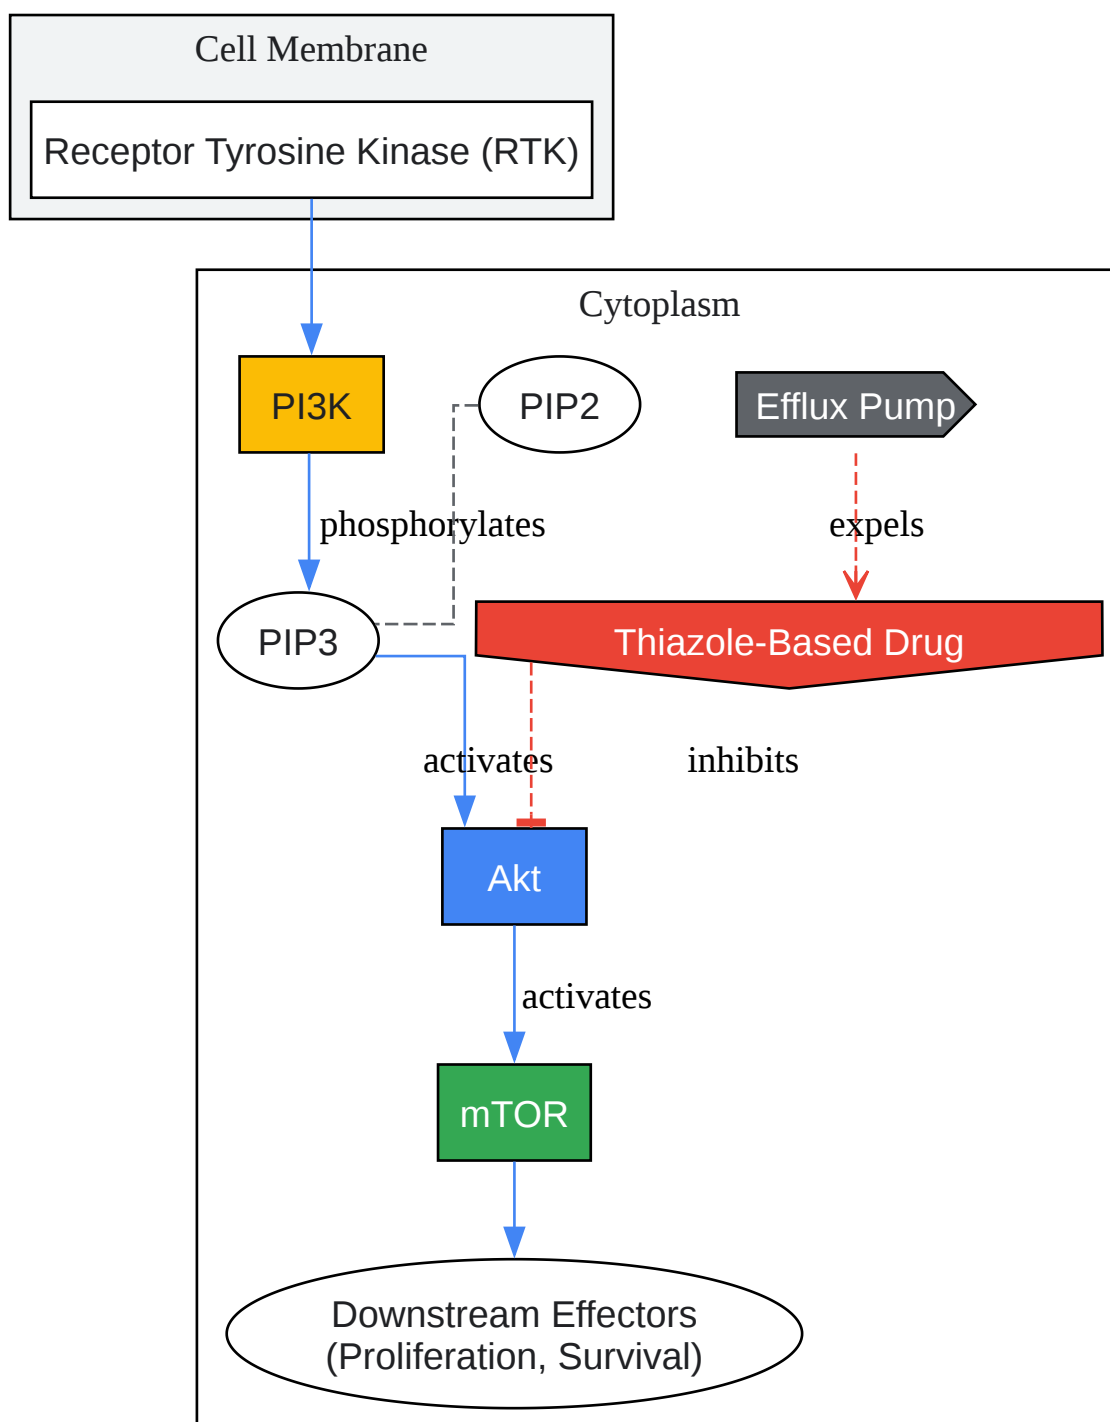 Cell Membrane
Receptor Tyrosine Kinase (RTK)
Cytoplasm
PI3K
PIP2
Efflux Pump
phosphorylates
expels
PIP3
Thiazole-Based Drug
activates
inhibits
Akt
activates
mTOR
Downstream Effectors
(Proliferation, Survival)